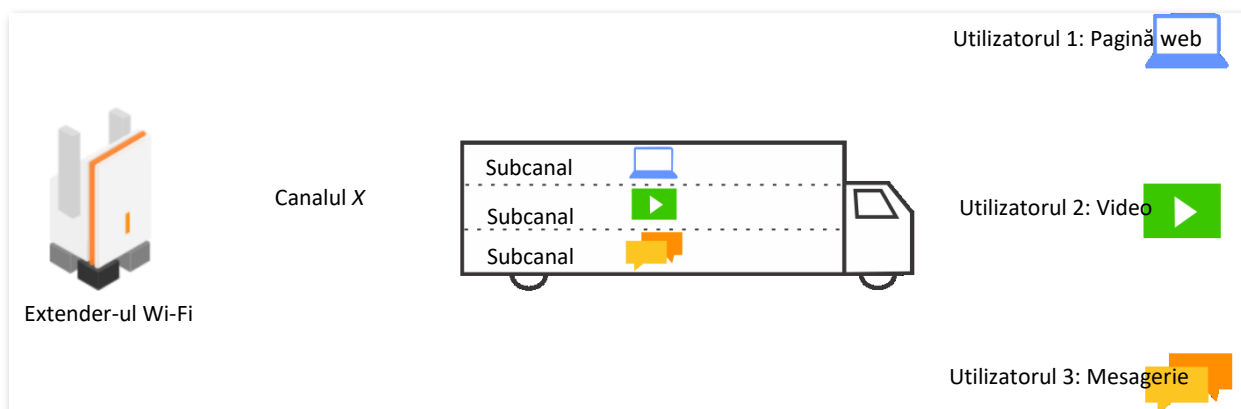 Utilizatorul 1: Pagină web
Subcanal
Canalul X
Subcanal
Utilizatorul 2: Video
Subcanal
Extender-ul Wi-Fi
Utilizatorul 3: Mesagerie